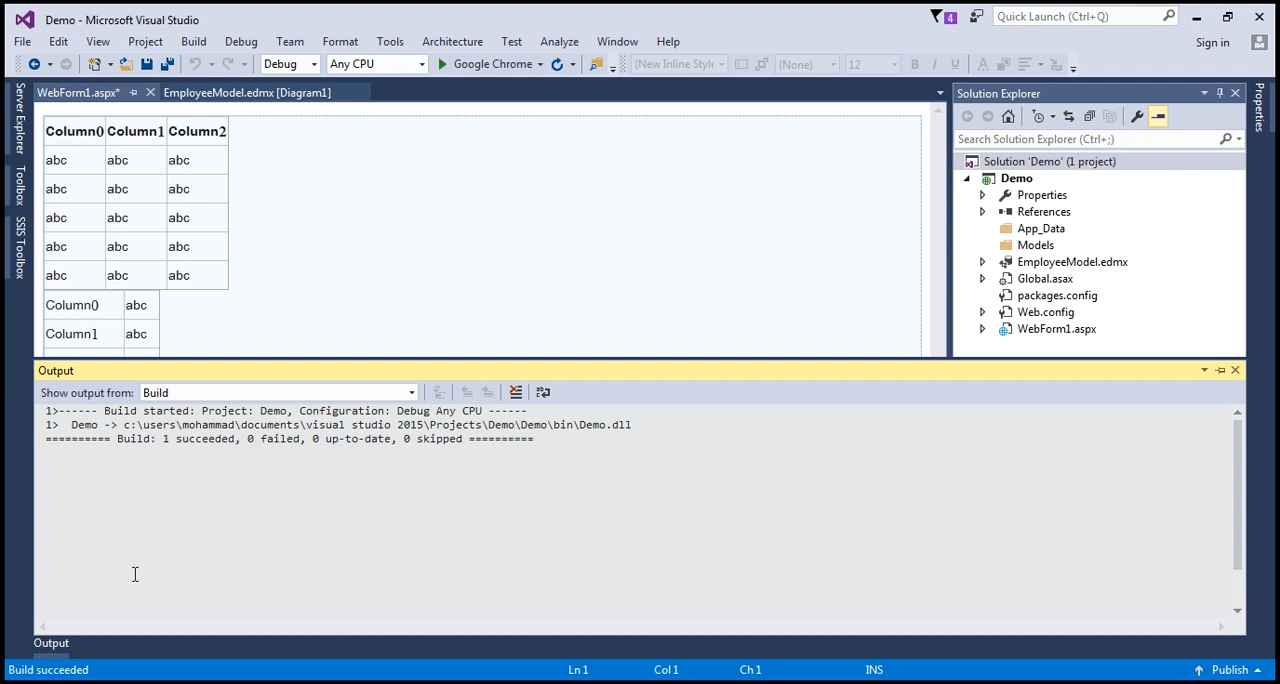 Demo - Microsoft Visual Studio
4
Quick Launch (Ctrl+Q)
File Edit View Project Build Debug Team Format Tools Architecture Test Analyze Window Help
Sign in
Debug Any CPU Google Chrome (New Inline Style (None) 12 B I U A
Server Explorer
Toolbox
SSIS Toolbox
WebForm1.aspx* EmployeeModel.edmx [Diagram1]
Column0 Column1 Column2
abc abc abc
abc abc abc
abc abc abc
abc abc abc
abc abc abc
Column0 abc
Column1 abc
Solution Explorer
Search Solution Explorer (Ctrl+;)
Solution 'Demo' (1 project)
Demo
Properties
References
App_Data
Models
EmployeeModel.edmx
Global.asax
packages.config
Web.config
WebForm1.aspx
Properties
Output
Show output from: Build
1>------ Build started: Project: Demo, Configuration: Debug Any CPU ------
1>  Demo -> c:\users\mohammad\documents\visual studio 2015\Projects\Demo\Demo\bin\Demo.dll
========== Build: 1 succeeded, 0 failed, 0 up-to-date, 0 skipped ==========
Output
Build succeeded Ln 1 Col 1 Ch 1 INS Publish